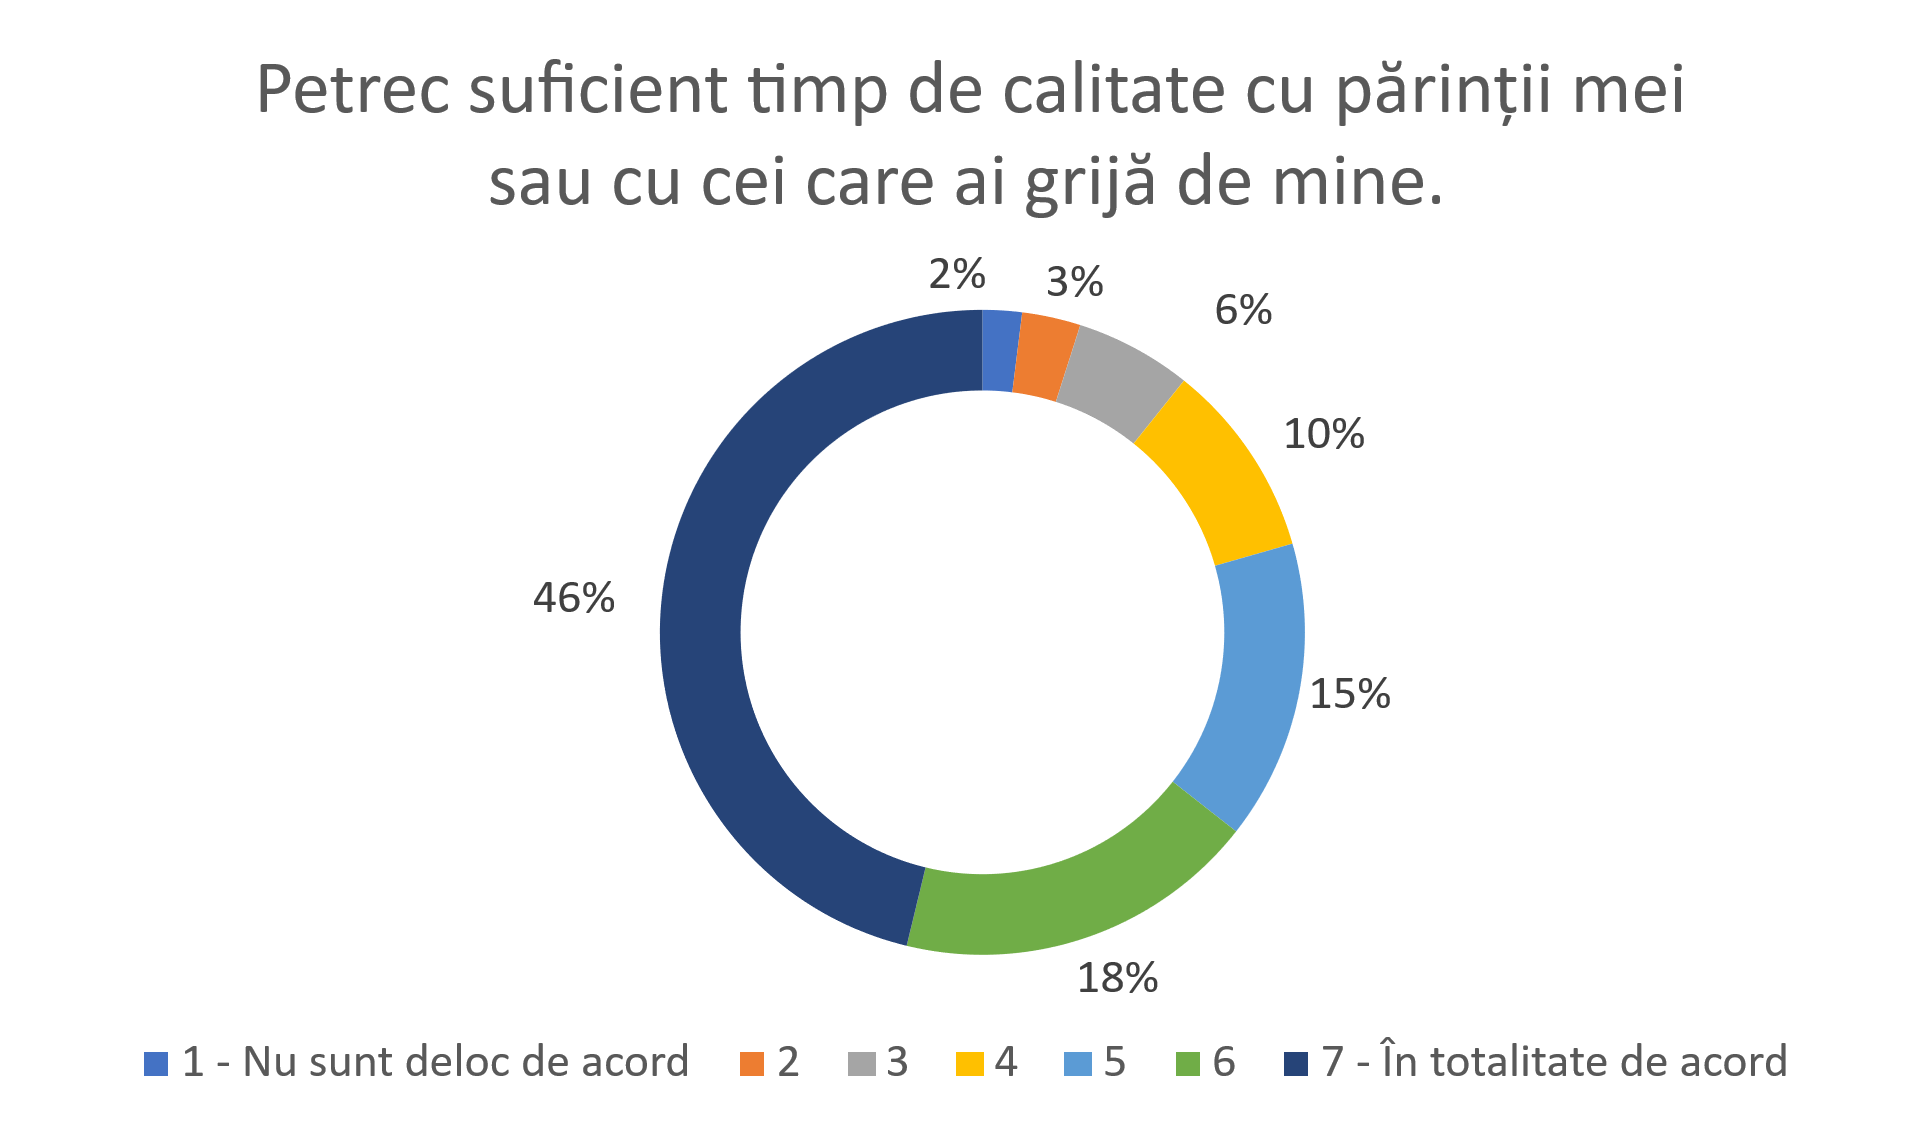 Petrec suficient timp de calitate cu părinții mei
sau cu cei care ai grijă de mine.
2%
3%
6%
10%
15%
18%
46%
1 - Nu sunt deloc de acord 2 3 4 5 6 7 - În totalitate de acord